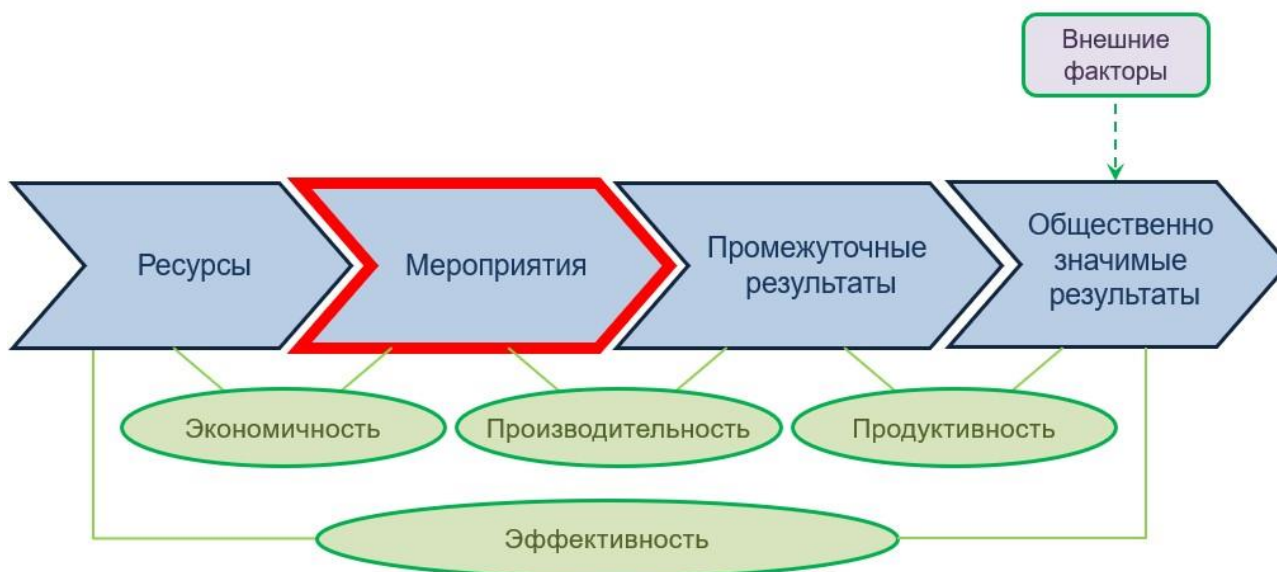 Внешние
факторы
Ресурсы
Мероприятия
Промежуточные
результаты
Общественно
значимые
результаты
Экономичность
Производительность
Продуктивность
Эффективность